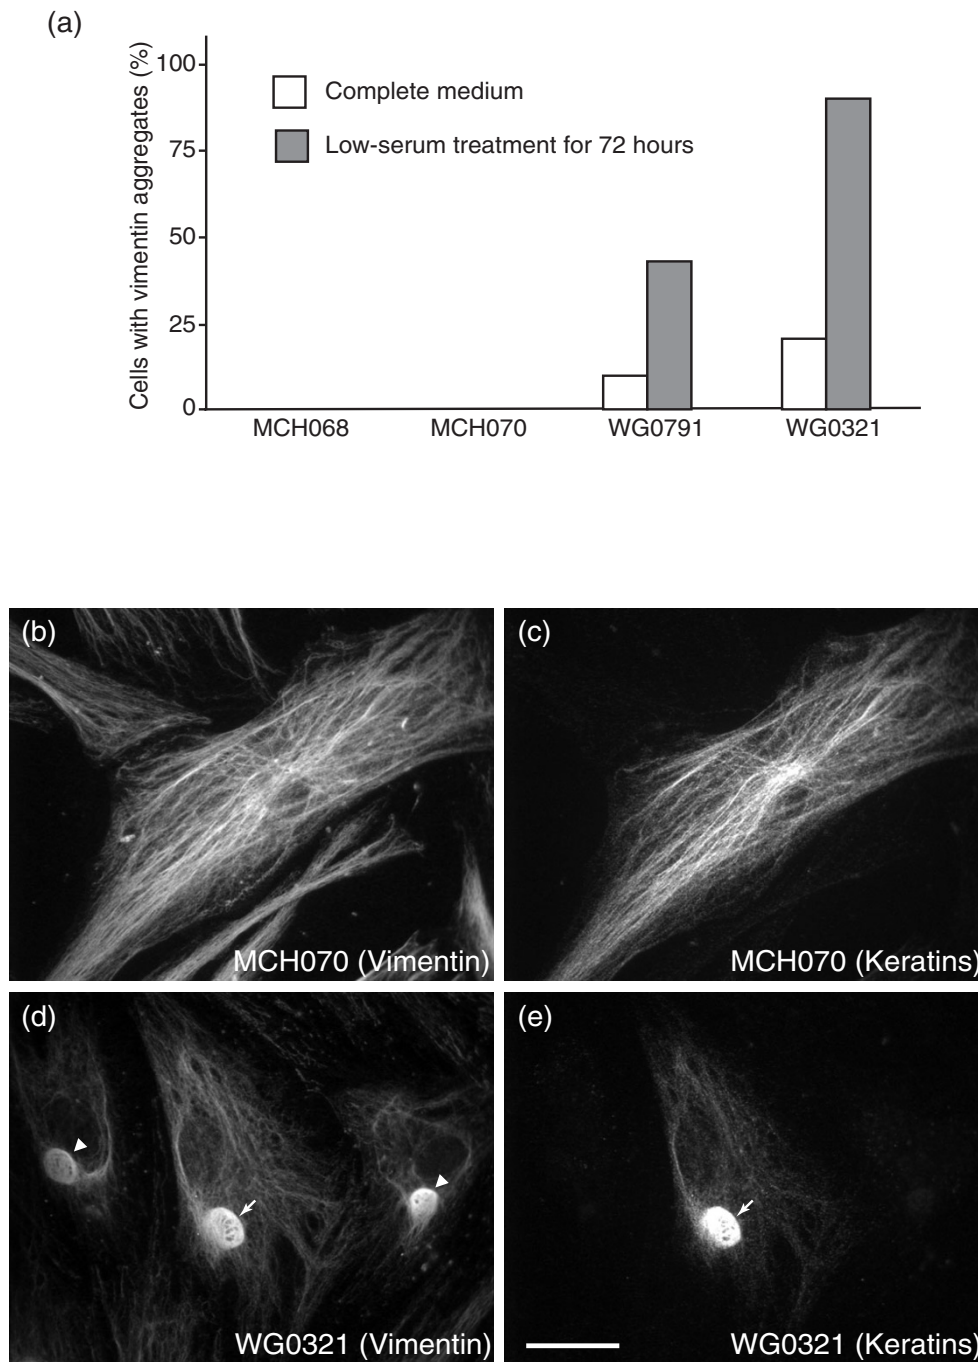 (a)
Cells with vimentin aggregates (%)
100
75
50
25
0
Complete medium
Low-serum treatment for 72 hours
MCH068 MCH070 WG0791 WG0321
(b)
MCH070 (Vimentin)
(c)
MCH070 (Keratins)
(d)
WG0321 (Vimentin)
(e)
WG0321 (Keratins)